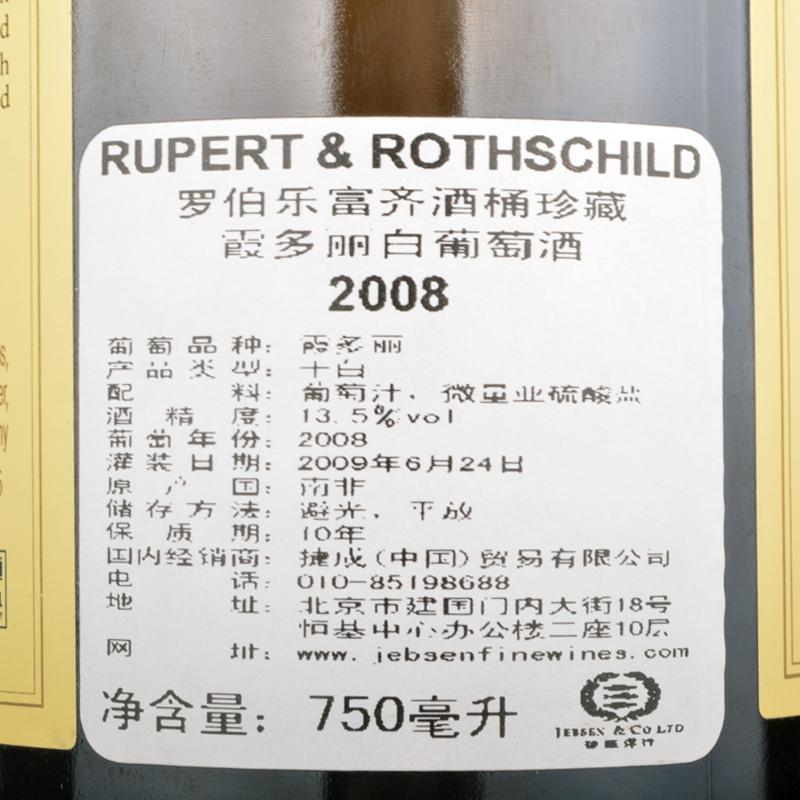 RUPERT & ROTHSCHILD
罗伯乐富齐酒桶珍藏
霞多丽白葡萄酒
2008
葡萄品种：霞多丽
产品类型：干白
配料：葡萄汁、微量亚硫酸盐
酒精度：13.5%vol
葡萄年份：2008
灌装日期：2009年6月24日
原产国：南非
储存方法：避光、平放
保质期：10年
国内经销商：捷成(中国)贸易有限公司
电话：010-85198688
地址：北京市建国门内大街18号
恒基中心办公楼二座10层
网址：www.jebsenfinewines.com
净含量：750毫升
JEBSEN & CO LTD
捷成洋行